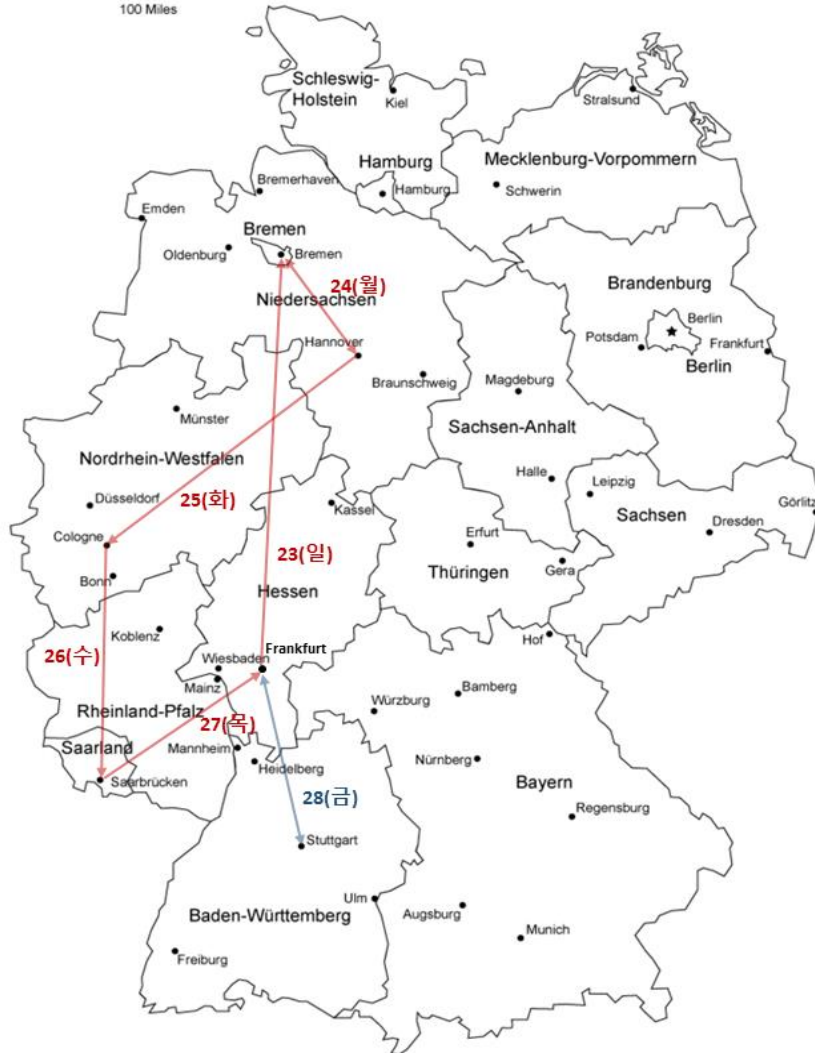 100 Miles
Schleswig-
Holstein
Kiel
Stralsund
Hamburg
Mecklenburg-Vorpommern
Bremerhaven
Hamburg
Schwerin
Emden
Bremen
Oldenburg
Bremen
24(월)
Brandenburg
Niedersachsen
Berlin
Hannover
Potsdam
Frankfurt
Berlin
Braunschweig
Magdeburg
Münster
Sachsen-Anhalt
Nordrhein-Westfalen
Halle
Leipzig
Düsseldorf
25(화)
Kassel
Görlitz
Sachsen
Cologne
Erfurt
Dresden
23(일)
Thüringen
Gera
Bonn
Hessen
Koblenz
Hof
26(수)
Wiesbaden
Frankfurt
Mainz
Bamberg
Würzburg
Rheinland-Pfalz
27(목)
Saarland
Mannheim
Heidelberg
Nürnberg
Saarbrücken
28(금)
Bayern
Regensburg
Stuttgart
Ulm
Augsburg
Baden-Württemberg
Munich
Freiburg